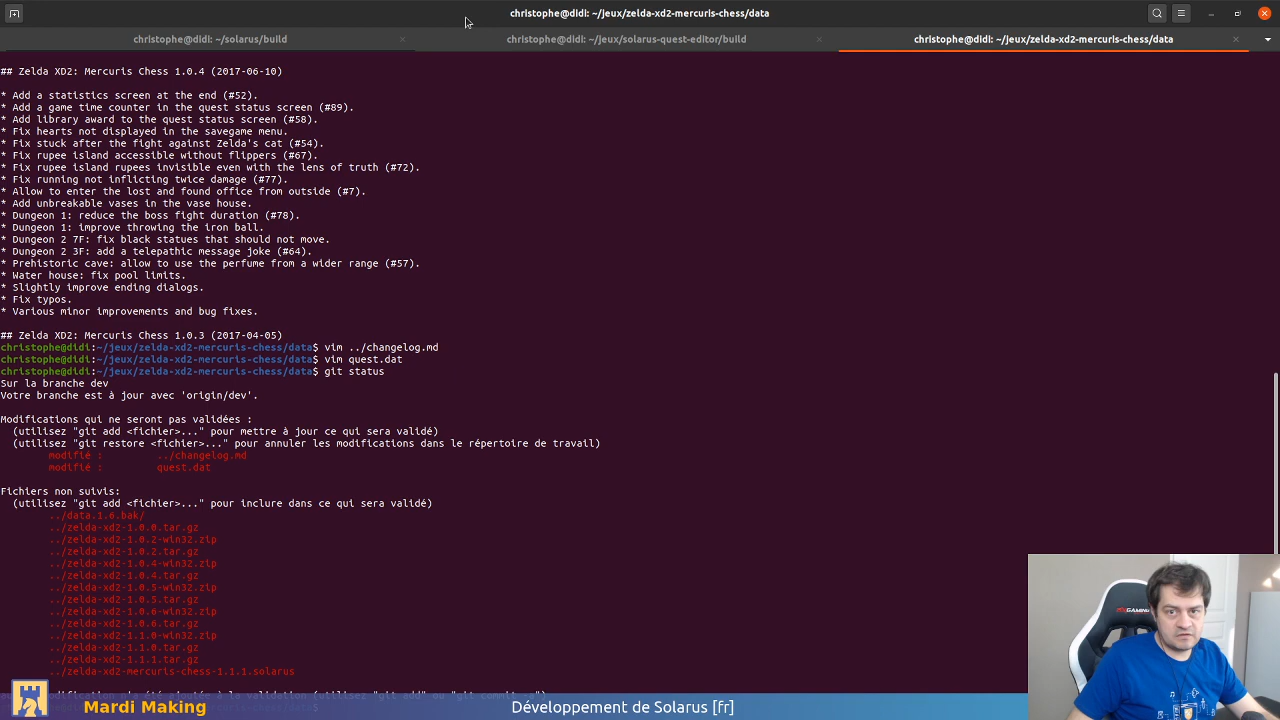 christophe@didi: ~/jeux/zelda-xd2-mercuris-chess/data
christophe@didi: ~/solarus/build
christophe@didi: ~/jeux/solarus-quest-editor/build
christophe@didi: ~/jeux/zelda-xd2-mercuris-chess/data
## Zelda XD2: Mercuris Chess 1.0.4 (2017-06-10)
* Add a statistics screen at the end (#52).
* Add a game time counter in the quest status screen (#89).
* Add library award to the quest status screen (#58).
* Fix hearts not displayed in the savegame menu.
* Fix stuck after the fight against Zelda's cat (#54).
* Fix rupee island accessible without flippers (#67).
* Fix rupee island rupees invisible even with the lens of truth (#72).
* Fix running not inflicting twice damage (#77).
* Allow to enter the lost and found office from outside (#7).
* Add unbreakable vases in the vase house.
* Dungeon 1: reduce the boss fight duration (#78).
* Dungeon 1: improve throwing the iron ball.
* Dungeon 2 7F: fix black statues that should not move.
* Dungeon 2 3F: add a telepathic message joke (#64).
* Prehistoric cave: allow to use the perfume from a wider range (#57).
* Water house: fix pool limits.
* Slightly improve ending dialogs.
* Fix typos.
* Various minor improvements and bug fixes.
## Zelda XD2: Mercuris Chess 1.0.3 (2017-04-05)
christophe@didi:~/jeux/zelda-xd2-mercuris-chess/data$ vim ../changelog.md
christophe@didi:~/jeux/zelda-xd2-mercuris-chess/data$ vim quest.dat
christophe@didi:~/jeux/zelda-xd2-mercuris-chess/data$ git status
Sur la branche dev
Votre branche est à jour avec 'origin/dev'.
Modifications qui ne seront pas validées :
(utilisez "git add <fichier>..." pour mettre à jour ce qui sera validé)
(utilisez "git restore <fichier>..." pour annuler les modifications dans le répertoire de travail)
modifié : ../changelog.md
modifié : quest.dat
Fichiers non suivis:
(utilisez "git add <fichier>..." pour inclure dans ce qui sera validé)
../data.1.6.bak/
../zelda-xd2-1.0.0.tar.gz
../zelda-xd2-1.0.2-win32.zip
../zelda-xd2-1.0.2.tar.gz
../zelda-xd2-1.0.4-win32.zip
../zelda-xd2-1.0.4.tar.gz
../zelda-xd2-1.0.5-win32.zip
../zelda-xd2-1.0.5.tar.gz
../zelda-xd2-1.0.6-win32.zip
../zelda-xd2-1.0.6.tar.gz
../zelda-xd2-1.1.0-win32.zip
../zelda-xd2-1.1.0.tar.gz
../zelda-xd2-1.1.1.tar.gz
../zelda-xd2-mercuris-chess-1.1.1.solarus
Mardi Making
Développement de Solarus [fr]